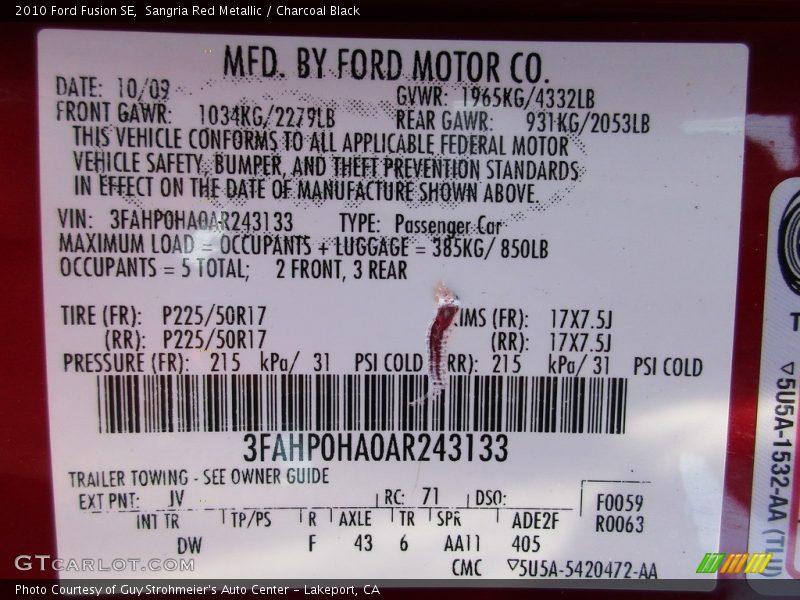 2010 Ford Fusion SE,  Sangria Red Metallic / Charcoal Black
MFD. BY FORD MOTOR CO.
DATE: 10/09 GVWR: 1965KG/4332LB
FRONT GAWR: 1034KG/2279LB REAR GAWR: 931KG/2053LB
THIS VEHICLE CONFORMS TO ALL APPLICABLE FEDERAL MOTOR
VEHICLE SAFETY, BUMPER, AND THEFT PREVENTION STANDARDS
IN EFFECT ON THE DATE OF MANUFACTURE SHOWN ABOVE.
VIN: 3FAHP0HA0AR243133 TYPE: Passenger Car
MAXIMUM LOAD = OCCUPANTS + LUGGAGE = 385KG/ 850LB
OCCUPANTS = 5 TOTAL; 2 FRONT, 3 REAR
TIRE (FR): P225/50R17 IMS (FR): 17X7.5J
(RR): P225/50R17 (RR): 17X7.5J
PRESSURE (FR): 215 kPa/ 31 PSI COLD RR): 215 kPa/ 31 PSI COLD
3FAHP0HA0AR243133
TRAILER TOWING - SEE OWNER GUIDE
EXT PNT: JV RC: 71 DSO: F0059
INT TR TP/PS R AXLE TR SPR ADE2F R0063
DW F 43 6 AA11 405
CMC ▽5U5A-5420472-AA
▽5U5A-1532-AA (TU)
GTcarlot.com
Photo Courtesy of Guy Strohmeier's Auto Center - Lakeport, CA